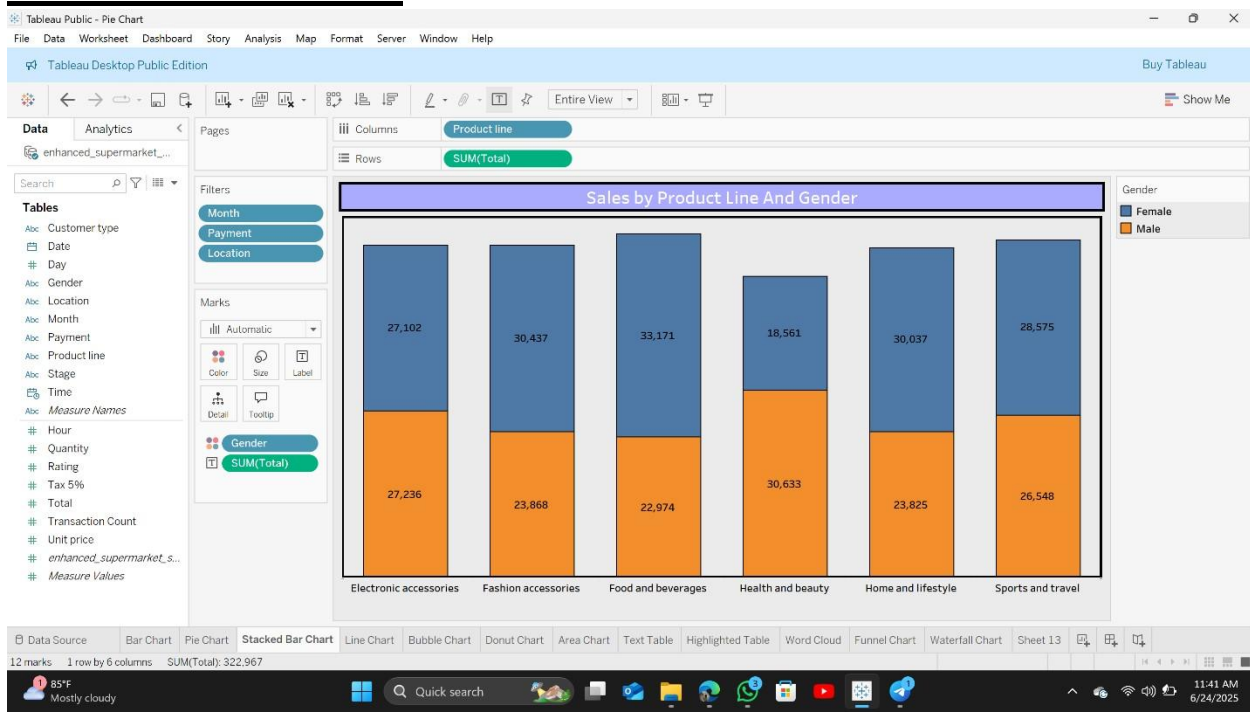 Tableau Public - Pie Chart
File Data Worksheet Dashboard Story Analysis Map Format Server Window Help
Tableau Desktop Public Edition
Buy Tableau
Entire View
Show Me
Data
Analytics
enhanced_supermarket_...
Search
Tables
Abc Customer type
Date
# Day
Abc Gender
Abc Location
Abc Month
Abc Payment
Abc Product line
Abc Stage
Time
Abc Measure Names
# Hour
# Quantity
# Rating
# Tax 5%
# Total
# Transaction Count
# Unit price
# enhanced_supermarket_s...
# Measure Values
Pages
Filters
Month
Payment
Location
Marks
Automatic
Color Size Label
Detail Tooltip
Gender
SUM(Total)
Columns
Product line
Rows
SUM(Total)
Sales by Product Line And Gender
27,102 30,437 33,171 18,561 30,037 28,575
27,236 23,868 22,974 30,633 23,825 26,548
Electronic accessories Fashion accessories Food and beverages Health and beauty Home and lifestyle Sports and travel
Gender
Female
Male
Data Source Bar Chart Pie Chart Stacked Bar Chart Line Chart Bubble Chart Donut Chart Area Chart Text Table Highlighted Table Word Cloud Funnel Chart Waterfall Chart Sheet 13
12 marks 1 row by 6 columns SUM(Total): 322,967
1
85°F
Mostly cloudy
Quick search
11:41 AM
6/24/2025